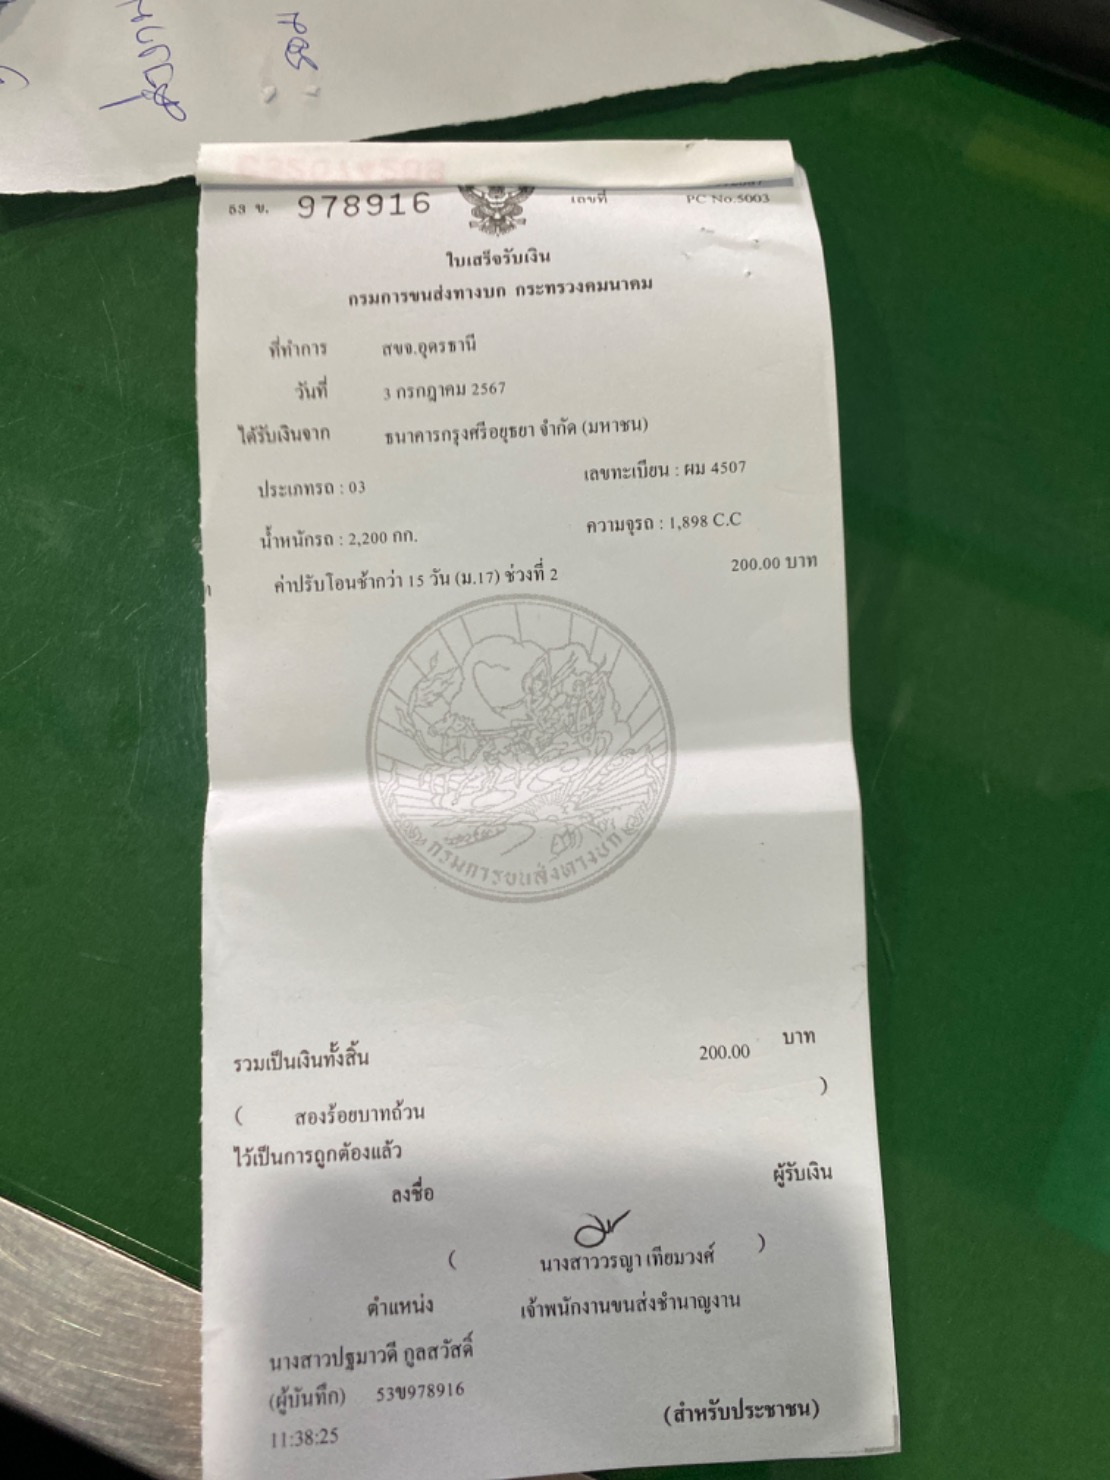 53 ข. 978916
เลขที่ PC No.5003
ใบเสร็จรับเงิน
กรมการขนส่งทางบก กระทรวงคมนาคม
ที่ทำการ สขจ.อุดรธานี
วันที่ 3 กรกฎาคม 2567
ได้รับเงินจาก ธนาคารกรุงศรีอยุธยา จำกัด (มหาชน)
ประเภทรถ : 03 เลขทะเบียน : ผม 4507
น้ำหนักรถ : 2,200 กก. ความจุรถ : 1,898 C.C
ค่าปรับโอนช้ากว่า 15 วัน (ม.17) ช่วงที่ 2 200.00 บาท
กรมการขนส่งทางบก
รวมเป็นเงินทั้งสิ้น 200.00 บาท
( สองร้อยบาทถ้วน )
ไว้เป็นการถูกต้องแล้ว
ลงชื่อ ผู้รับเงิน
( นางสาววรญา เทียมวงศ์ )
ตำแหน่ง เจ้าพนักงานขนส่งชำนาญงาน
นางสาวปฐมาวดี กูลสวัสดิ์
(ผู้บันทึก) 53ข978916
(สำหรับประชาชน)
11:38:25